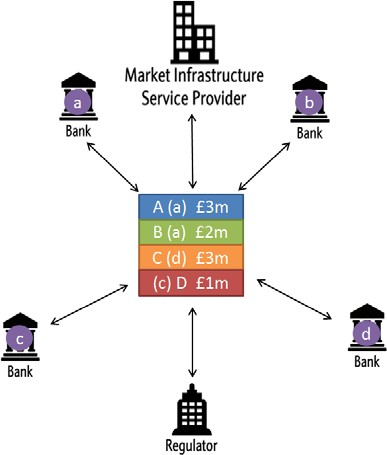 Market Infrastructure
Service Provider
a
Bank
b
Bank
A (a) £3m
B (a) £2m
C (d) £3m
(c) D £1m
c
Bank
d
Bank
Regulator